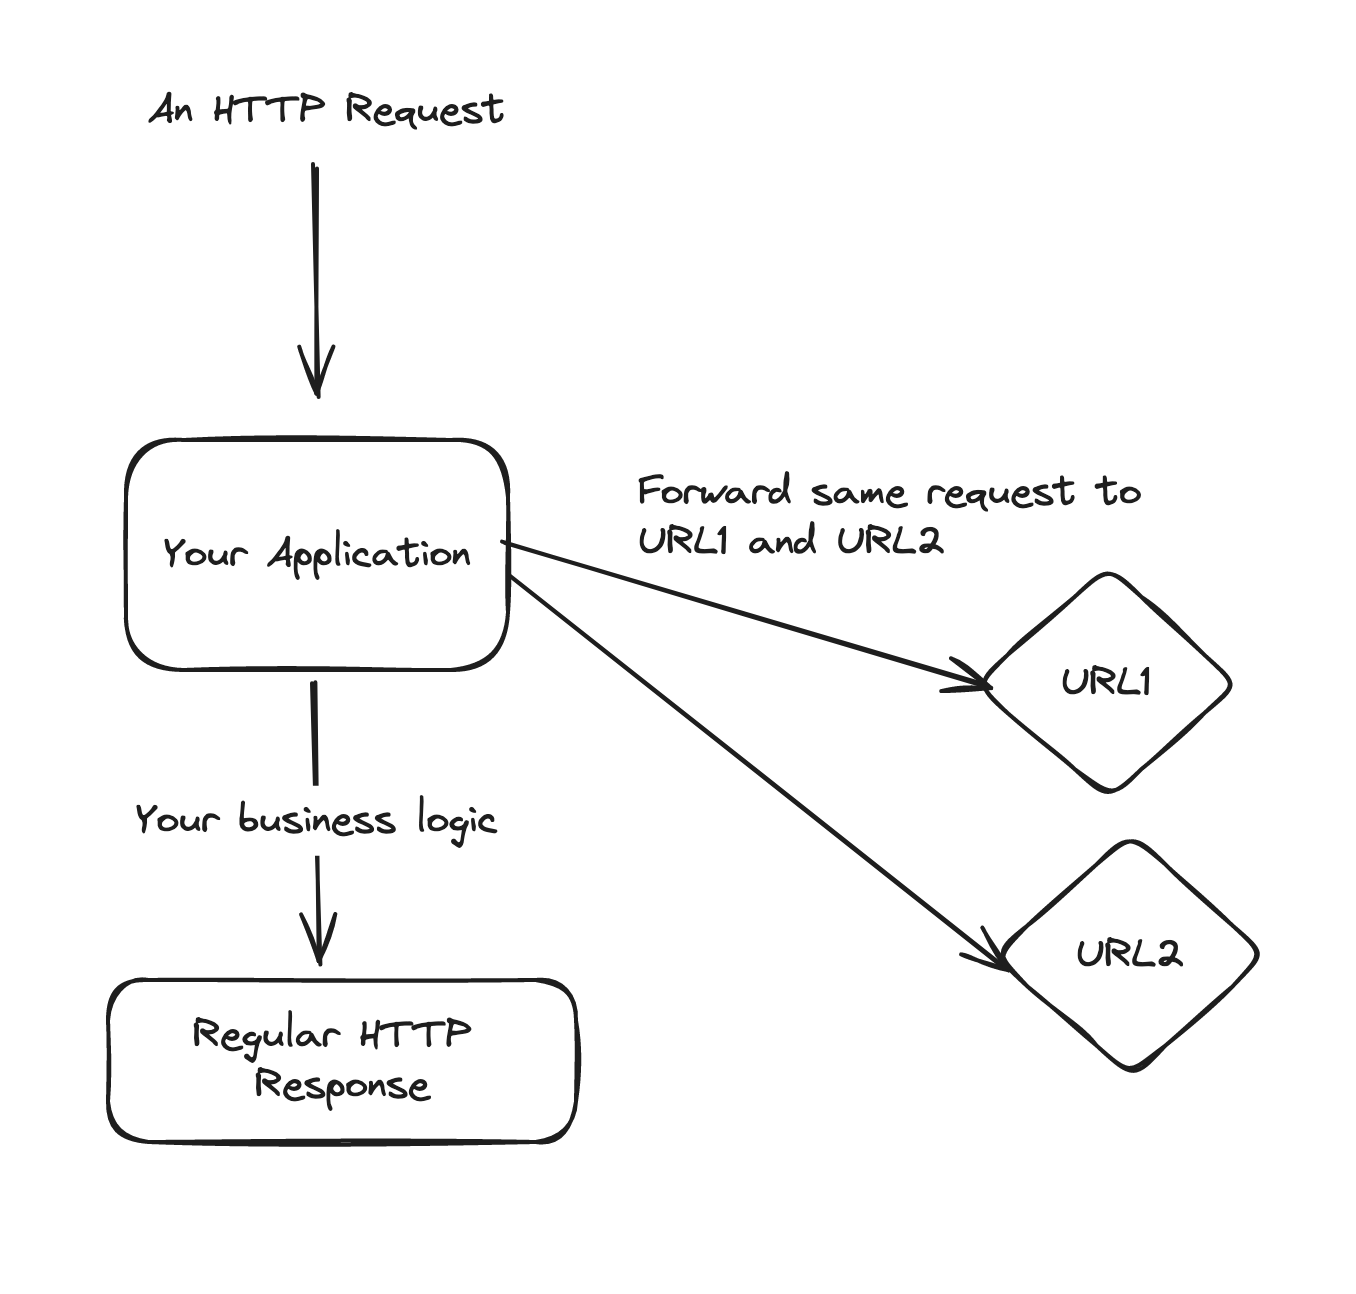 An HTTP Request
Forward same request to
URL1 and URL2
Your Application
URL1
Your business logic
URL2
Regular HTTP
Response